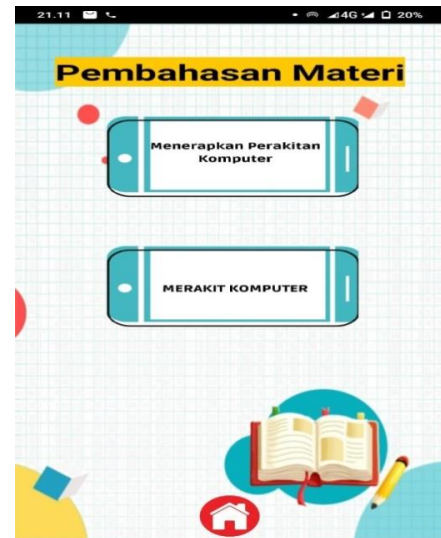 21.11
4G
20%
Pembahasan Materi
Menerapkan Perakitan
Komputer
MERAKIT KOMPUTER